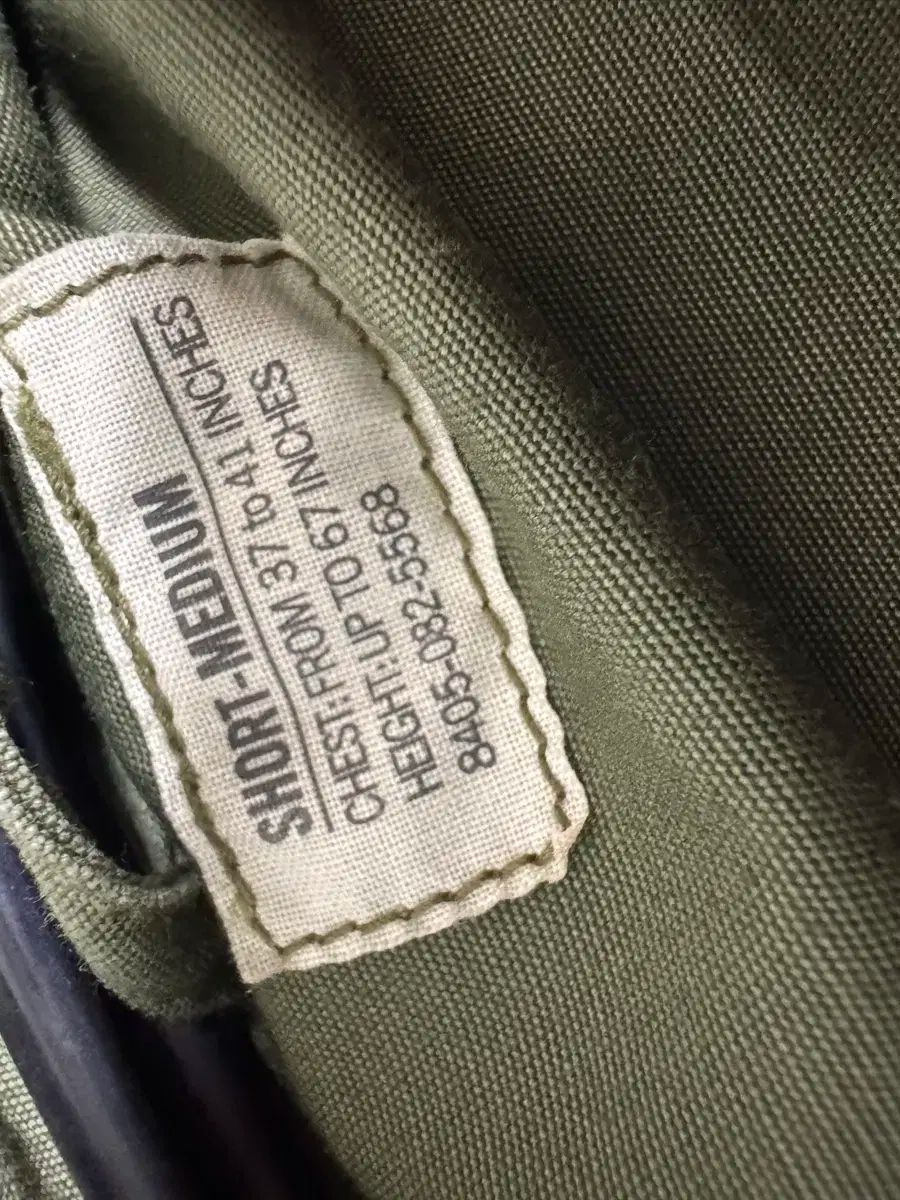 SHORT-MEDIUM
CHEST: FROM 37 to 41 INCHES
HEIGHT: UP TO 67 INCHES
8405-082-5568